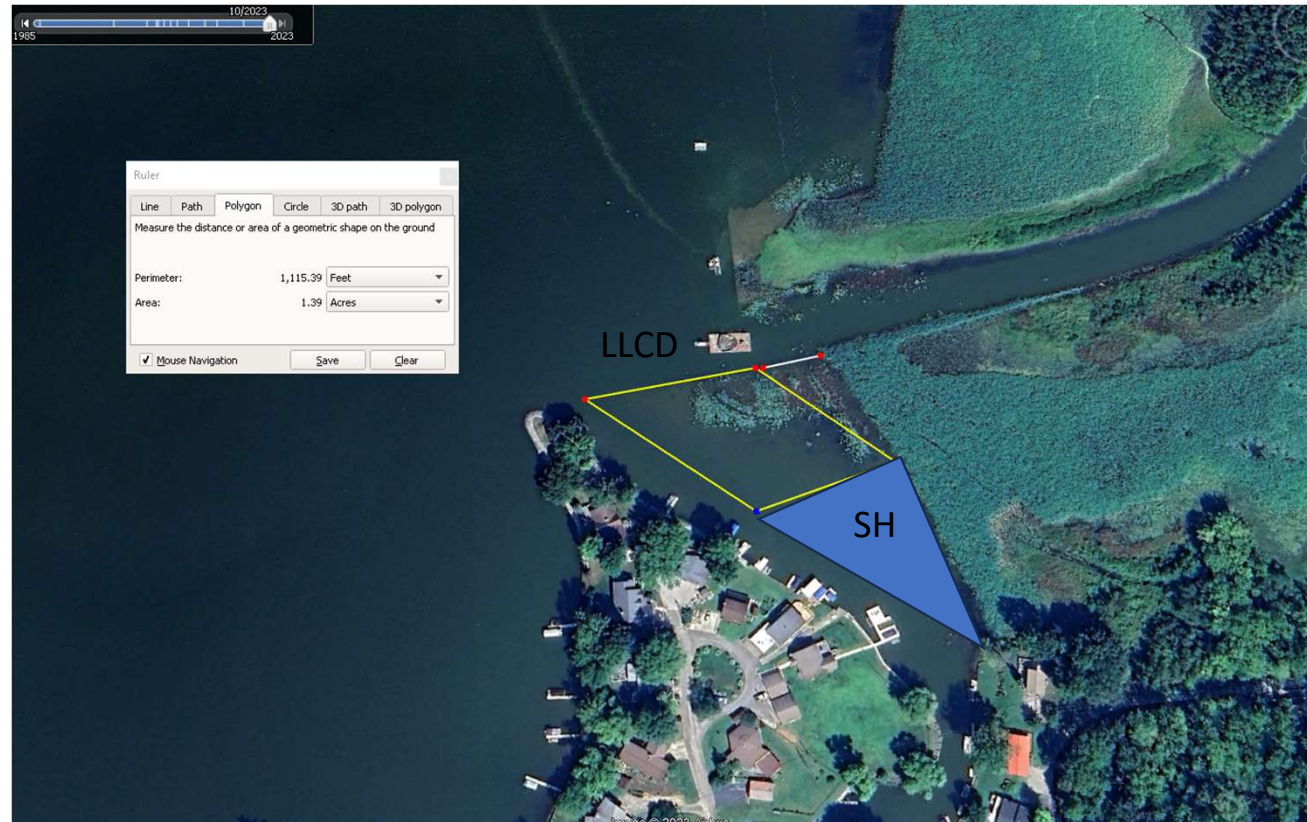 10/2023
1985
2023
Ruler
Line Path Polygon Circle 3D path 3D polygon
Measure the distance or area of a geometric shape on the ground
Perimeter: 1,115.39 Feet
Area: 1.39 Acres
Mouse Navigation Save Clear
LLCD
SH